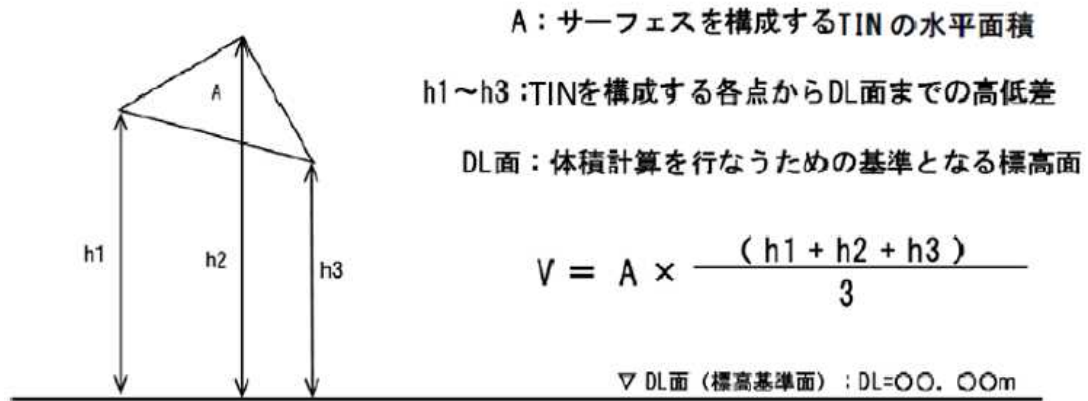 A：サーフェスを構成するTINの水平面積
A
h1～h3：TINを構成する各点からDL面までの高低差
DL面：体積計算を行なうための基準となる標高面
h1
h2
h3
V = A × (h1 + h2 + h3) / 3
▽ DL面（標高基準面）：DL=〇〇. 〇〇m